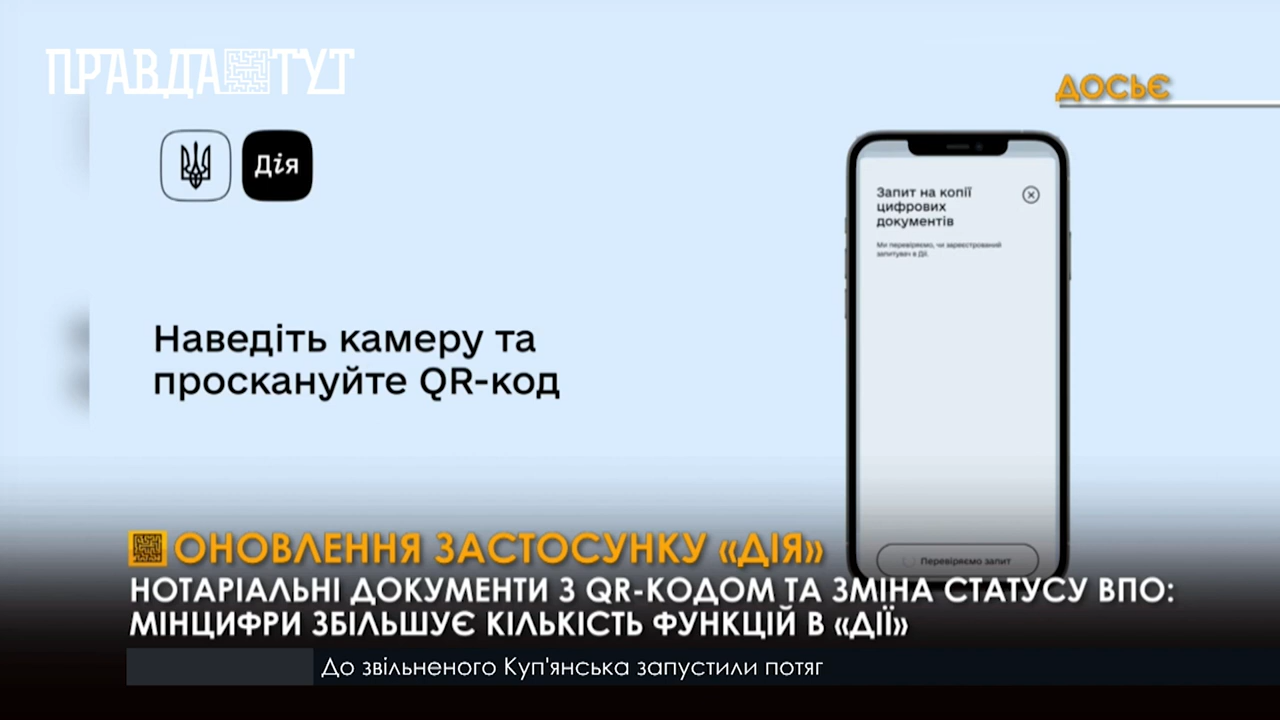 ПРАВДА ТУТ
ДОСЬЄ
Дія
Запит на копії
цифрових
документів
Ми перевіряємо, чи зареєстрований
запитувач в Дії.
Наведіть камеру та
проскануйте QR-код
Перевіряємо запит
ОНОВЛЕННЯ ЗАСТОСУНКУ «ДІЯ»
НОТАРІАЛЬНІ ДОКУМЕНТИ З QR-КОДОМ ТА ЗМІНА СТАТУСУ ВПО:
МІНЦИФРИ ЗБІЛЬШУЄ КІЛЬКІСТЬ ФУНКЦІЙ В «ДІЇ»
До звільненого Куп'янська запустили потяг